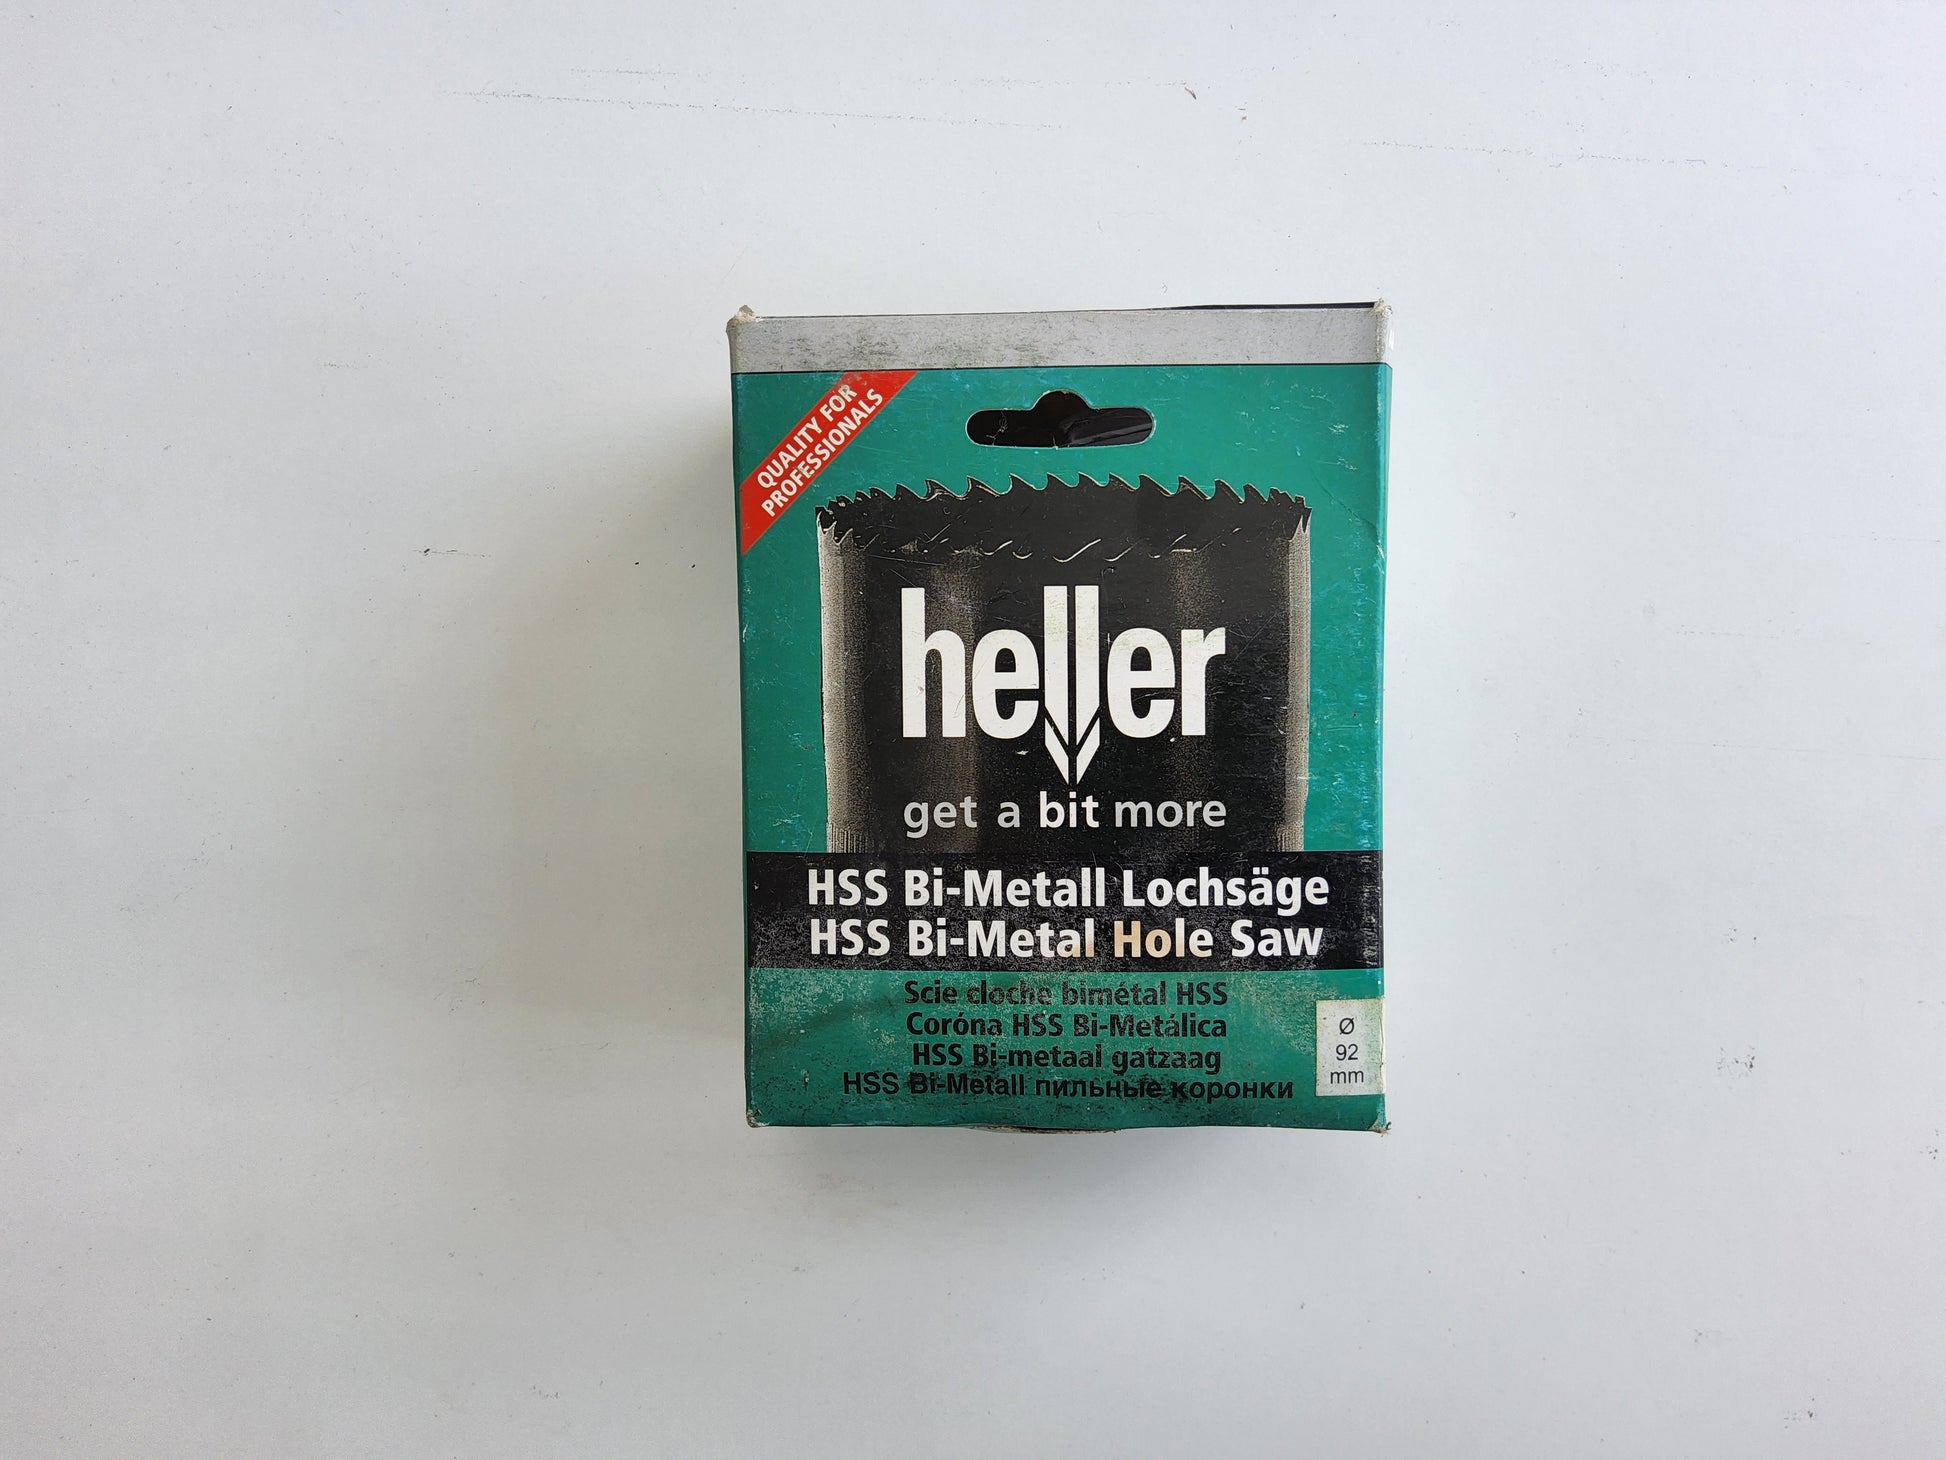 QUALITY FOR
PROFESSIONALS
heller
get a bit more
HSS Bi-Metall Lochsäge
HSS Bi-Metal Hole Saw
Scie cloche bimétal HSS
Coróna HSS Bi-Metálica
HSS Bi-metaal gatzaag
HSS Bi-Metall пильные коронки
Ø
92
mm